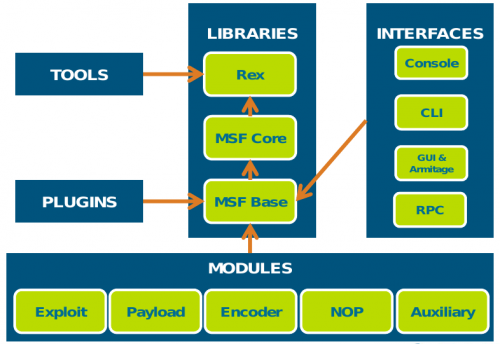 LIBRARIES
INTERFACES
TOOLS
Rex
Console
MSF Core
CLI
GUI &
Armitage
PLUGINS
MSF Base
RPC
MODULES
Exploit
Payload
Encoder
NOP
Auxiliary